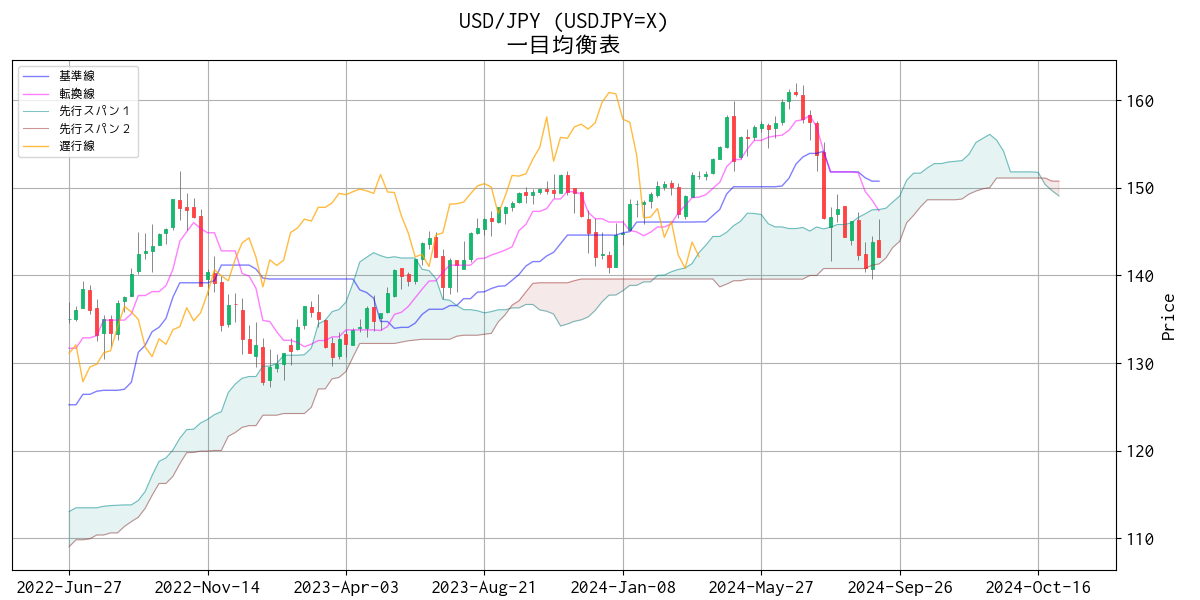 USD/JPY (USDJPY=X)
一目均衡表
基準線
転換線
先行スパン１
先行スパン２
遅行線
160
150
140
130
120
110
Price
2022-Jun-27
2022-Nov-14
2023-Apr-03
2023-Aug-21
2024-Jan-08
2024-May-27
2024-Sep-26
2024-Oct-16